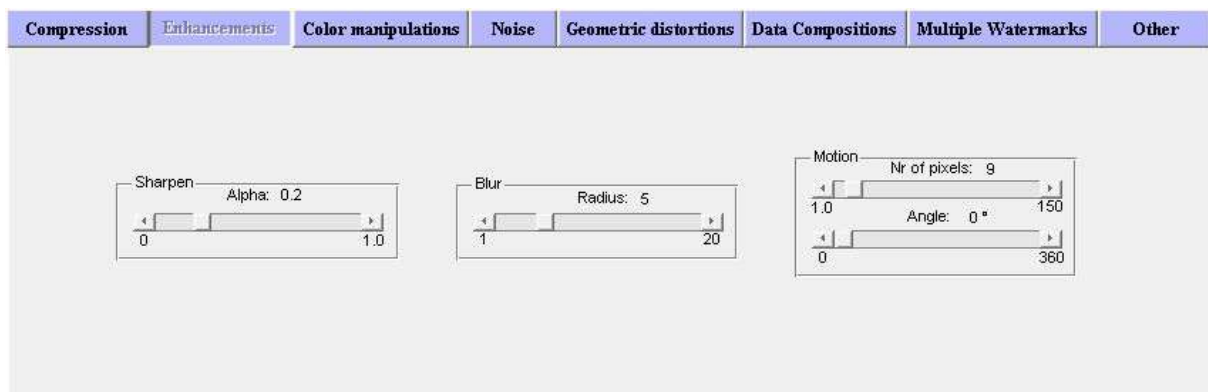 Compression Enhancements Color manipulations Noise Geometric distortions Data Compositions Multiple Watermarks Other
Sharpen
Alpha: 0.2
0 1.0
Blur
Radius: 5
1 20
Motion
Nr of pixels: 9
1.0 150
Angle: 0 °
0 360